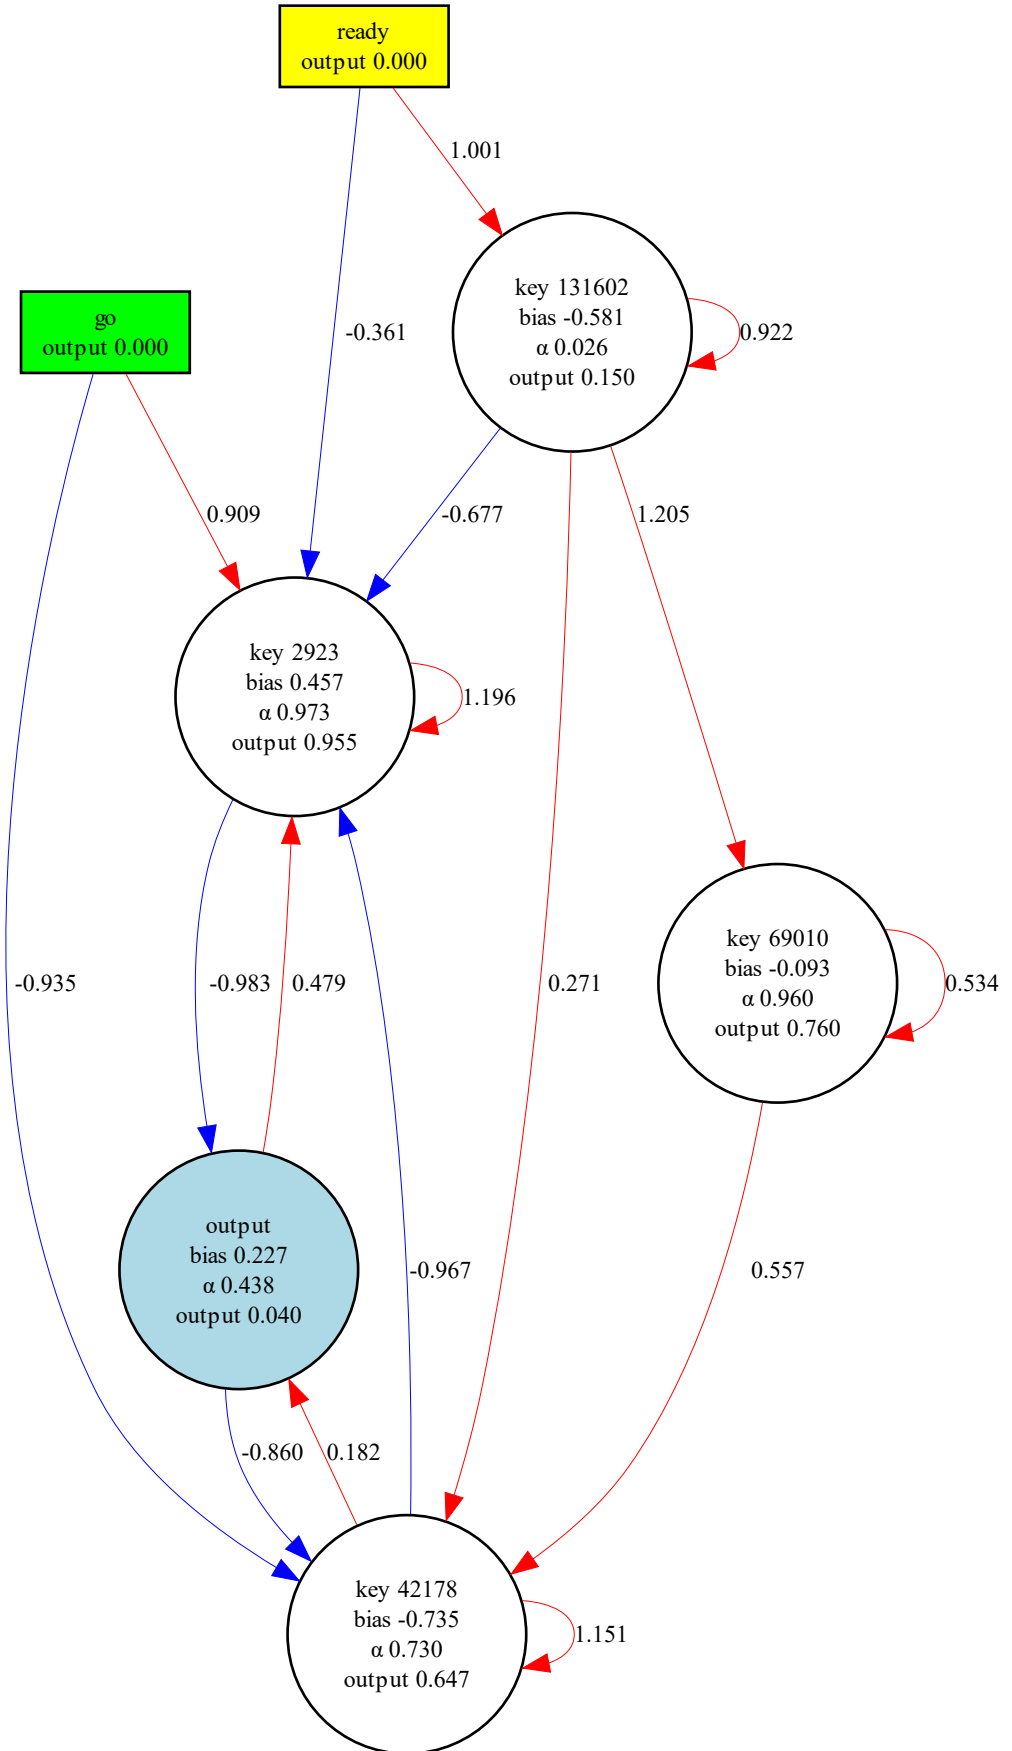 ready
output 0.000
1.001
key 131602
bias -0.581
α 0.026
output 0.150
0.922
go
output 0.000
-0.361
0.909
-0.677
1.205
key 2923
bias 0.457
α 0.973
output 0.955
1.196
key 69010
bias -0.093
α 0.960
output 0.760
0.534
-0.935
-0.983
0.479
0.271
output
bias 0.227
α 0.438
output 0.040
-0.967
0.557
-0.860
0.182
key 42178
bias -0.735
α 0.730
output 0.647
1.151